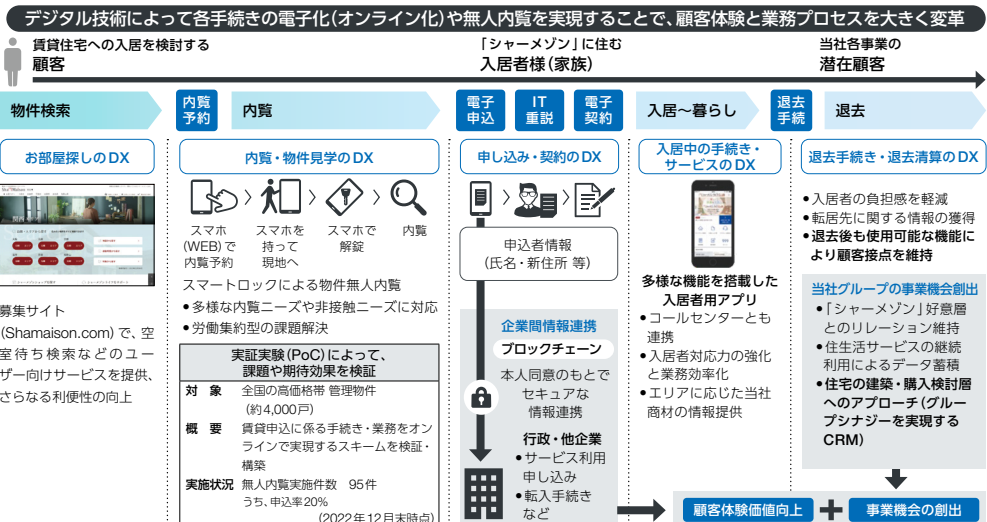 デジタル技術によって各手続きの電子化(オンライン化)や無人内覧を実現することで、顧客体験と業務プロセスを大きく変革
賃貸住宅への入居を検討する
顧客
「シャーメゾン」に住む
入居者様(家族)
当社各事業の
潜在顧客
物件検索
内覧
予約
内覧
電子
申込
IT
重説
電子
契約
入居~暮らし
退去
手続
退去
お部屋探しのDX
募集サイト
(Shamaison.com)で、空
室待ち検索などのユー
ザー向けサービスを提供、
さらなる利便性の向上
内覧・物件見学のDX
スマホ
(WEB)で
内覧予約
スマホを
持って
現地へ
スマホで
解錠
内覧
スマートロックによる物件無人内覧
●多様な内覧ニーズや非接触ニーズに対応
●労働集約型の課題解決
実証実験(PoC)によって、
課題や期待効果を検証
対 象 全国の高価格帯 管理物件
(約4,000戸)
概 要 賃貸申込に係る手続き・業務をオン
ラインで実現するスキームを検証・
構築
実施状況 無人内覧実施件数 95件
うち、申込率20%
(2022年12月末時点)
申し込み・契約のDX
申込者情報
(氏名・新住所 等)
企業間情報連携
ブロックチェーン
本人同意のもとで
セキュアな
情報連携
行政・他企業
●サービス利用
申し込み
●転入手続き
など
入居中の手続き・
サービスのDX
多様な機能を搭載した
入居者用アプリ
●コールセンターとも
連携
●入居者対応力の強化
と業務効率化
●エリアに応じた当社
商材の情報提供
退去手続き・退去清算のDX
●入居者の負担感を軽減
●転居先に関する情報の獲得
●退去後も使用可能な機能に
より顧客接点を維持
当社グループの事業機会創出
●「シャーメゾン」好意層
とのリレーション維持
●住生活サービスの継続
利用によるデータ蓄積
●住宅の建築・購入検討層
へのアプローチ(グルー
プシナジーを実現する
CRM)
顧客体験価値向上
事業機会の創出